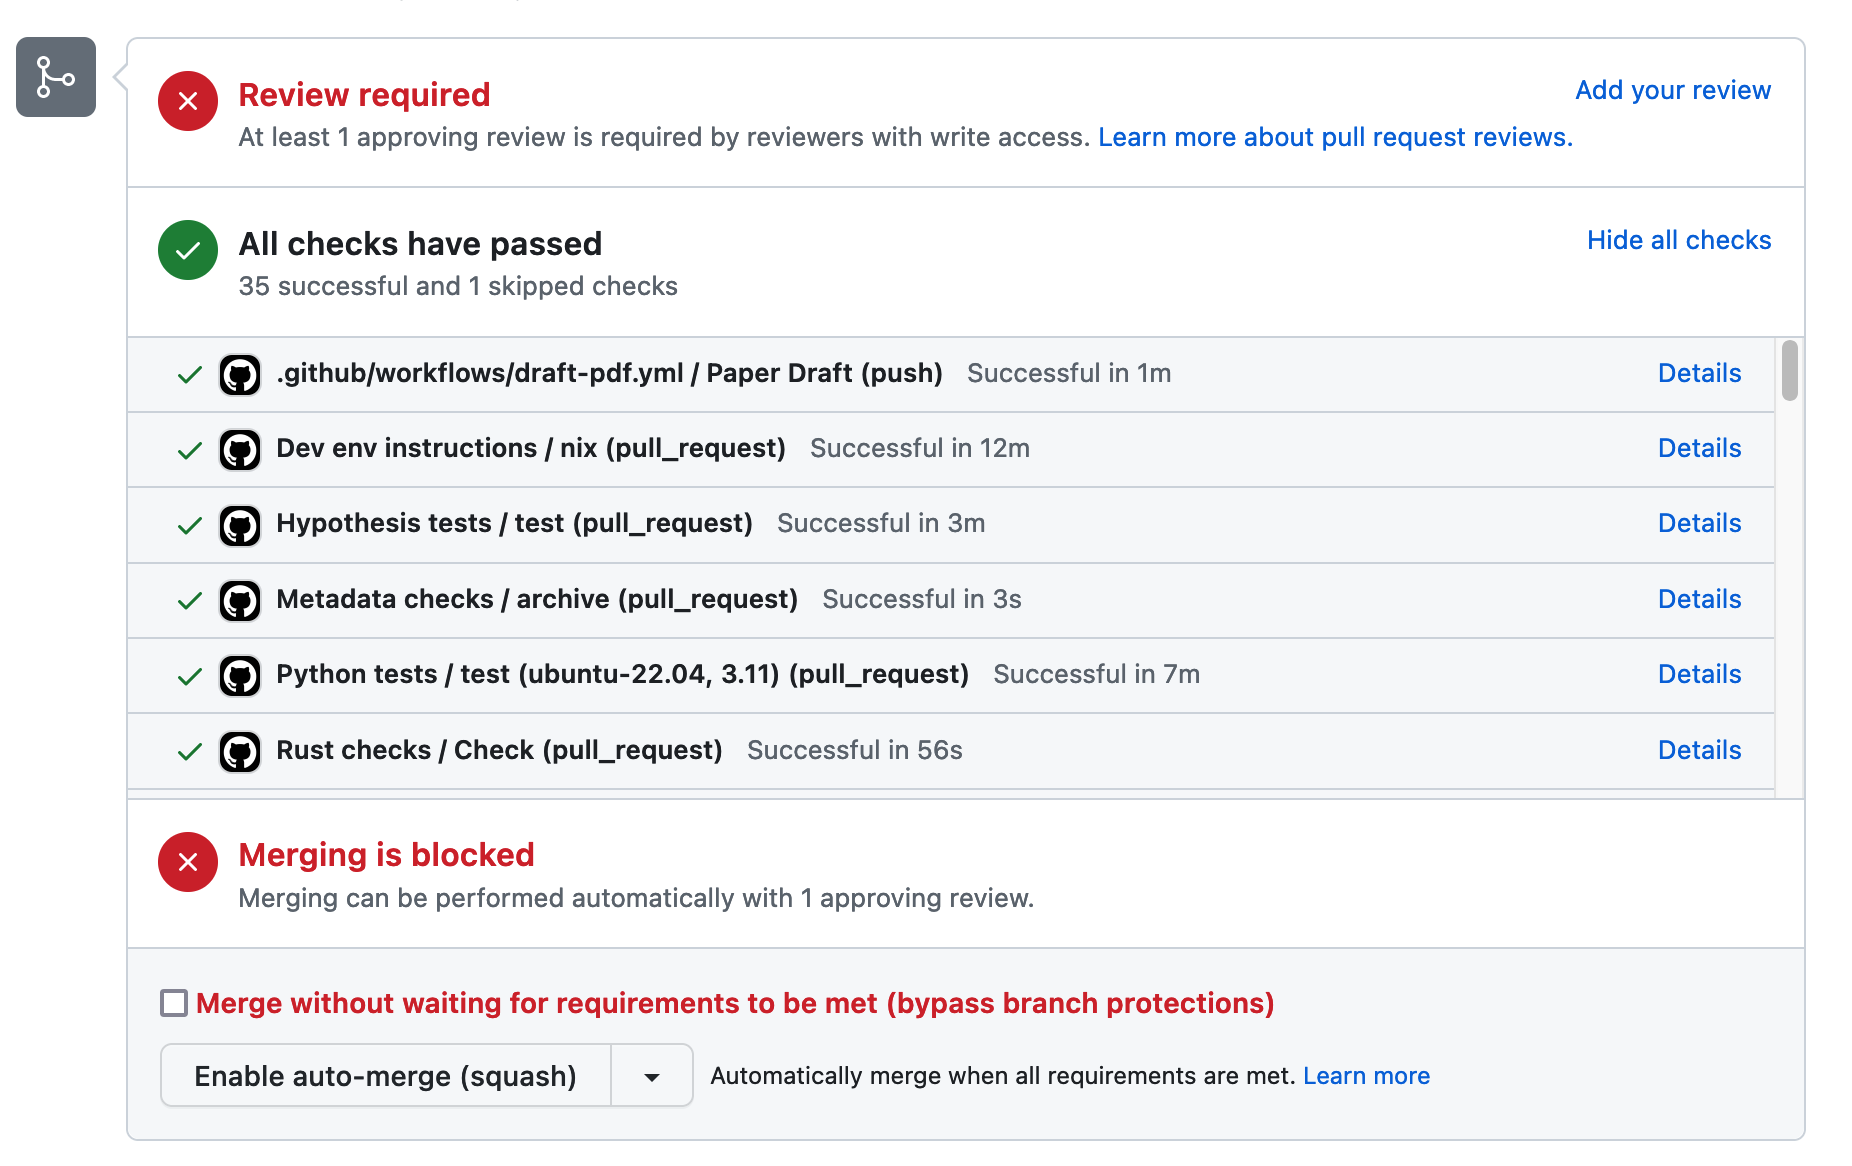 Review required
Add your review
At least 1 approving review is required by reviewers with write access. Learn more about pull request reviews.
All checks have passed
Hide all checks
35 successful and 1 skipped checks
.github/workflows/draft-pdf.yml / Paper Draft (push) Successful in 1m Details
Dev env instructions / nix (pull_request) Successful in 12m Details
Hypothesis tests / test (pull_request) Successful in 3m Details
Metadata checks / archive (pull_request) Successful in 3s Details
Python tests / test (ubuntu-22.04, 3.11) (pull_request) Successful in 7m Details
Rust checks / Check (pull_request) Successful in 56s Details
Merging is blocked
Merging can be performed automatically with 1 approving review.
Merge without waiting for requirements to be met (bypass branch protections)
Enable auto-merge (squash) Automatically merge when all requirements are met. Learn more